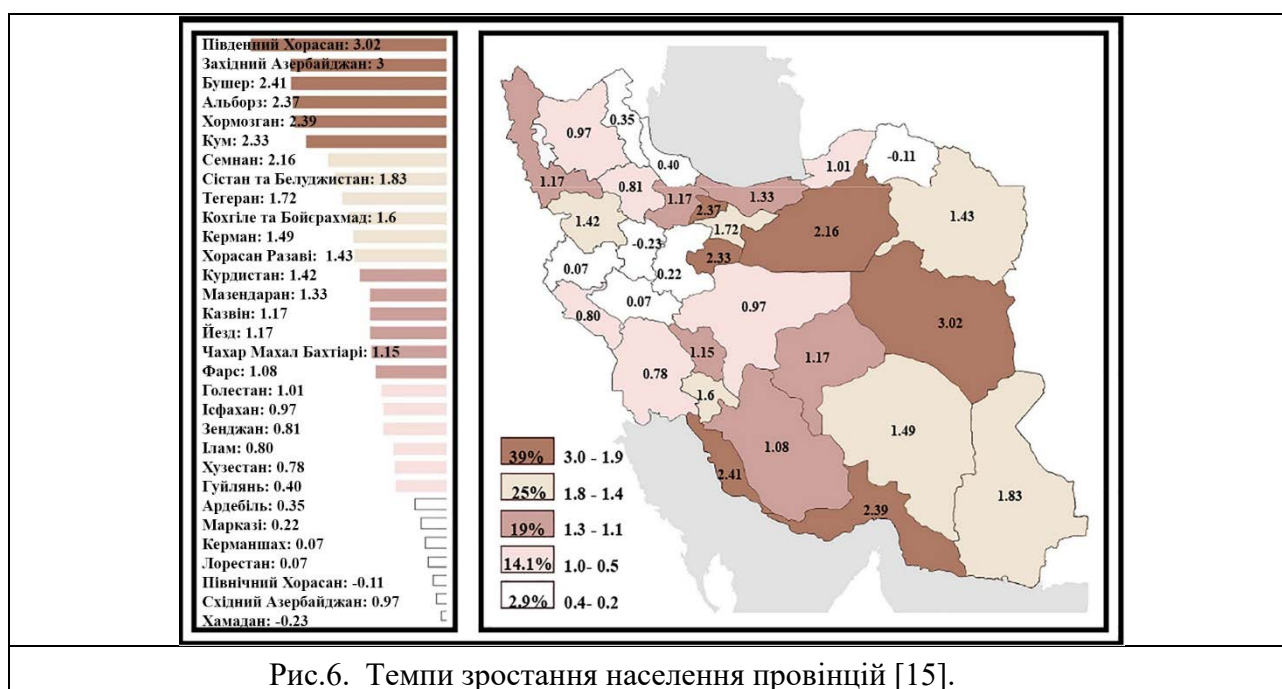 Південний Хорасан: 3.02
Західний Азербайджан: 3
Бушер: 2.41
Альборз: 2.37
Хормозган: 2.39
Кум: 2.33
Семнан: 2.16
Сістан та Белуджистан: 1.83
Тегеран: 1.72
Кохгіле та Бойєрахмад: 1.6
Керман: 1.49
Хорасан Разаві: 1.43
Курдистан: 1.42
Мазендаран: 1.33
Казвін: 1.17
Йезд: 1.17
Чахар Махал Бахтіарі: 1.15
Фарс: 1.08
Голестан: 1.01
Ісфахан: 0.97
Зенджан: 0.81
Ілам: 0.80
Хузестан: 0.78
Гуйлянь: 0.40
Ардебіль: 0.35
Марказі: 0.22
Керманшах: 0.07
Лорестан: 0.07
Північний Хорасан: -0.11
Східний Азербайджан: 0.97
Хамадан: -0.23
0.35
0.97
0.40
1.01
-0.11
1.17
0.81
1.17
1.33
1.43
2.37
1.42
1.72
2.16
-0.23
2.33
0.07
0.22
0.07
0.97
0.80
3.02
1.15
1.17
0.78
1.6
1.49
1.08
2.41
1.83
2.39
39% 3.0 - 1.9
25% 1.8 - 1.4
19% 1.3 - 1.1
14.1% 1.0- 0.5
2.9% 0.4- 0.2
Рис.6. Темпи зростання населення провінцій [15].